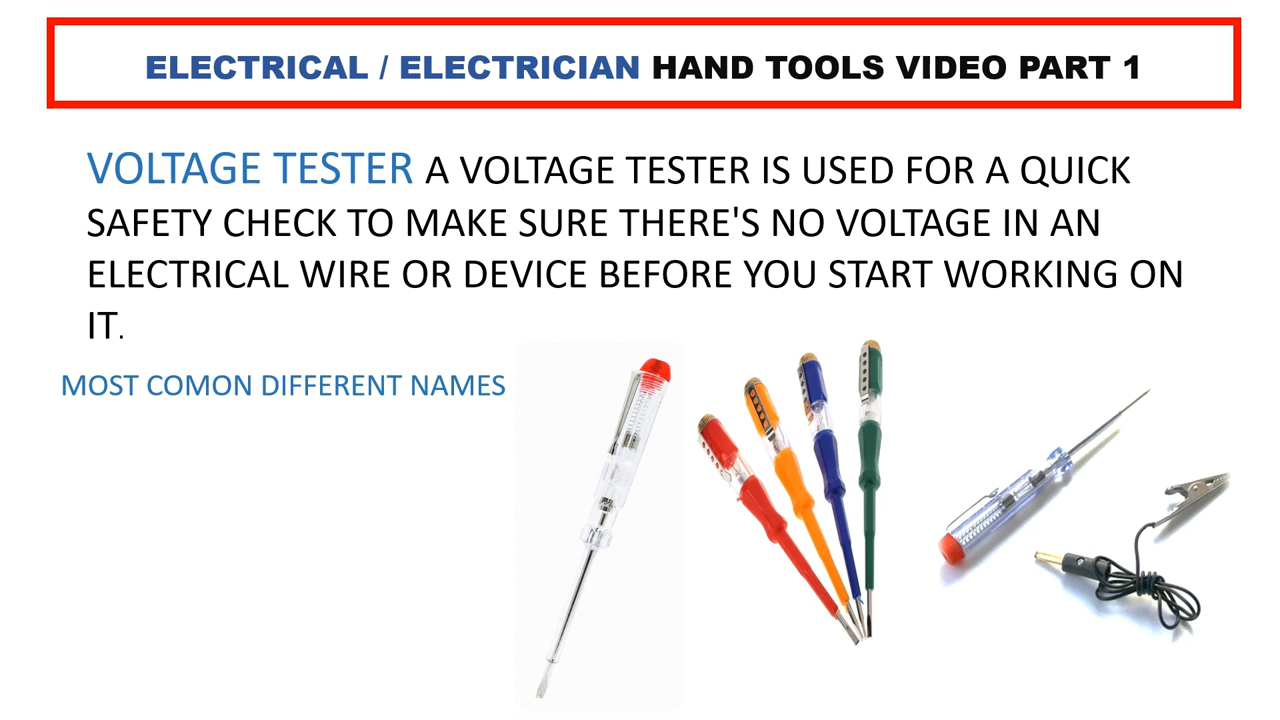 ELECTRICAL / ELECTRICIAN HAND TOOLS VIDEO PART 1
VOLTAGE TESTER A VOLTAGE TESTER IS USED FOR A QUICK
SAFETY CHECK TO MAKE SURE THERE'S NO VOLTAGE IN AN
ELECTRICAL WIRE OR DEVICE BEFORE YOU START WORKING ON
IT.
MOST COMON DIFFERENT NAMES